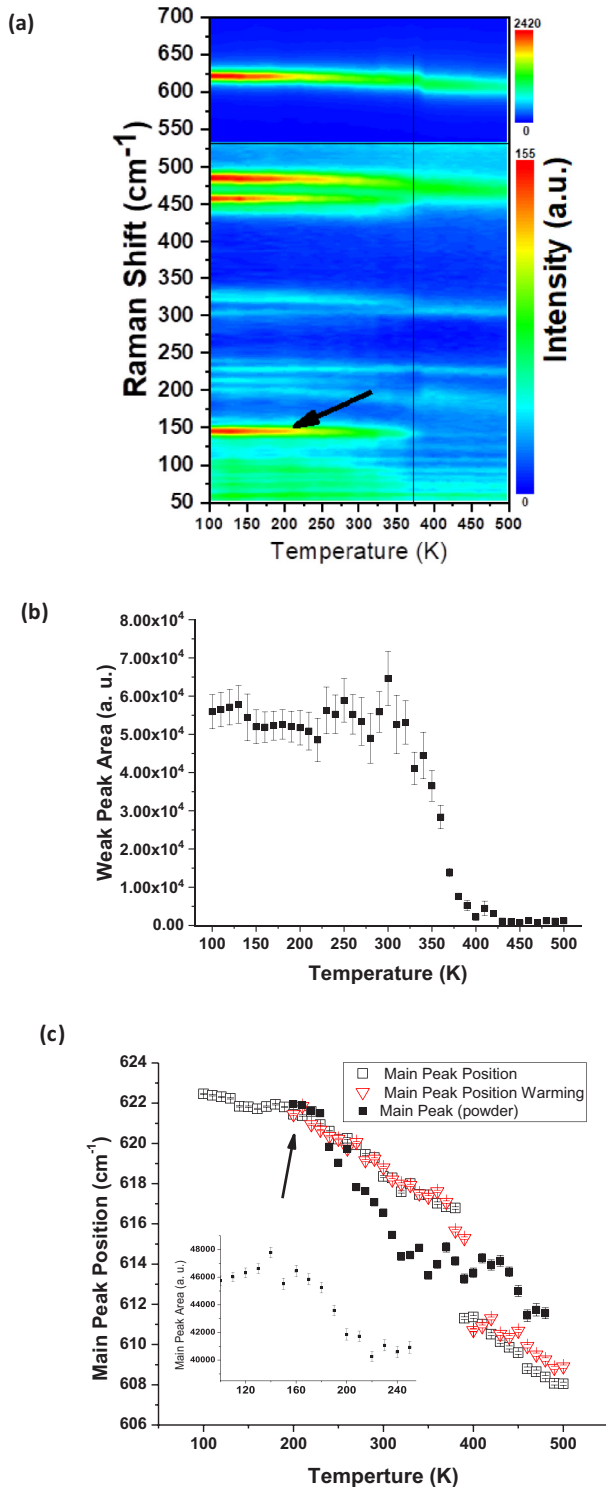 (a)
700
650
600
550
500
450
400
350
300
250
200
150
100
50
Raman Shift (cm⁻¹)
100 150 200 250 300 350 400 450 500
Temperature (K)
2420
0
155
0
Intensity (a.u.)
(b)
8.00x10⁴
7.00x10⁴
6.00x10⁴
5.00x10⁴
4.00x10⁴
3.00x10⁴
2.00x10⁴
1.00x10⁴
0.00
Weak Peak Area (a. u.)
100 150 200 250 300 350 400 450 500
Temperature (K)
(c)
624
622
620
618
616
614
612
610
608
606
Main Peak Position (cm⁻¹)
Main Peak Position
Main Peak Position Warming
Main Peak (powder)
48000
46000
44000
42000
40000
Main Peak Area (a. u.)
120 160 200 240
100 200 300 400 500
Temperture (K)